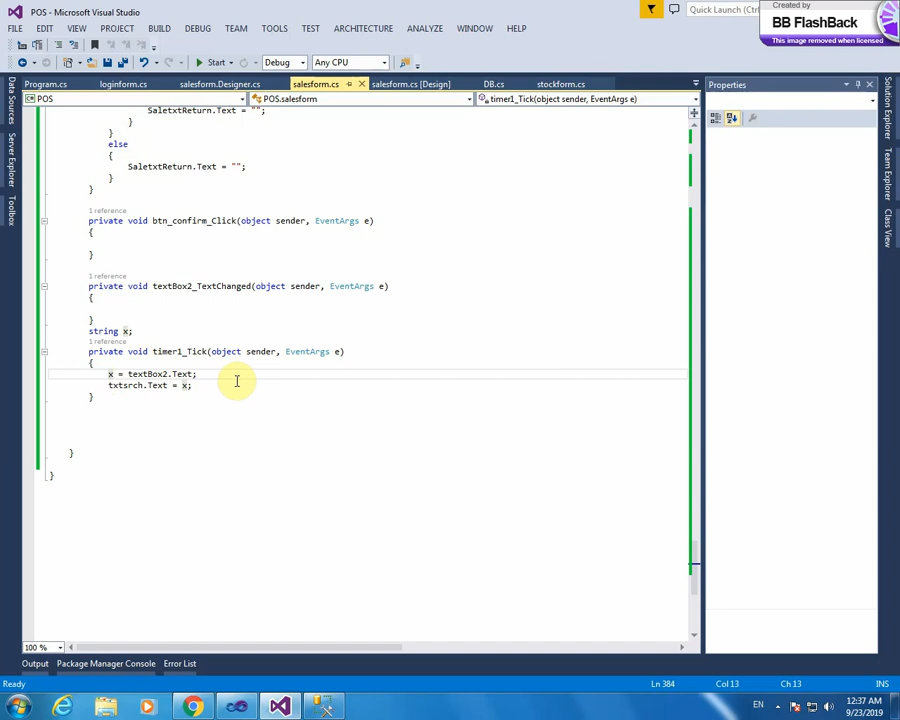 POS - Microsoft Visual Studio
Quick Launch (Ctrl
Created by
BB FlashBack
This image removed when licensed
FILE EDIT VIEW PROJECT BUILD DEBUG TEAM TOOLS TEST ARCHITECTURE ANALYZE WINDOW HELP
Start Debug Any CPU
Program.cs loginform.cs salesform.Designer.cs salesform.cs salesform.cs [Design] DB.cs stockform.cs
Properties
POS POS.salesform timer1_Tick(object sender, EventArgs e)
Data Sources
Server Explorer
Toolbox
Solution Explorer
Team Explorer
Class View
SaletxtReturn.Text = "";
}
}
else
{
SaletxtReturn.Text = "";
}
}
1 reference
private void btn_confirm_Click(object sender, EventArgs e)
{
}
1 reference
private void textBox2_TextChanged(object sender, EventArgs e)
{
}
string x;
1 reference
private void timer1_Tick(object sender, EventArgs e)
{
x = textBox2.Text;
txtsrch.Text = x;
}
}
}
100 %
Output Package Manager Console Error List
Ready Ln 384 Col 13 Ch 13 INS
EN 12:37 AM
9/23/2019